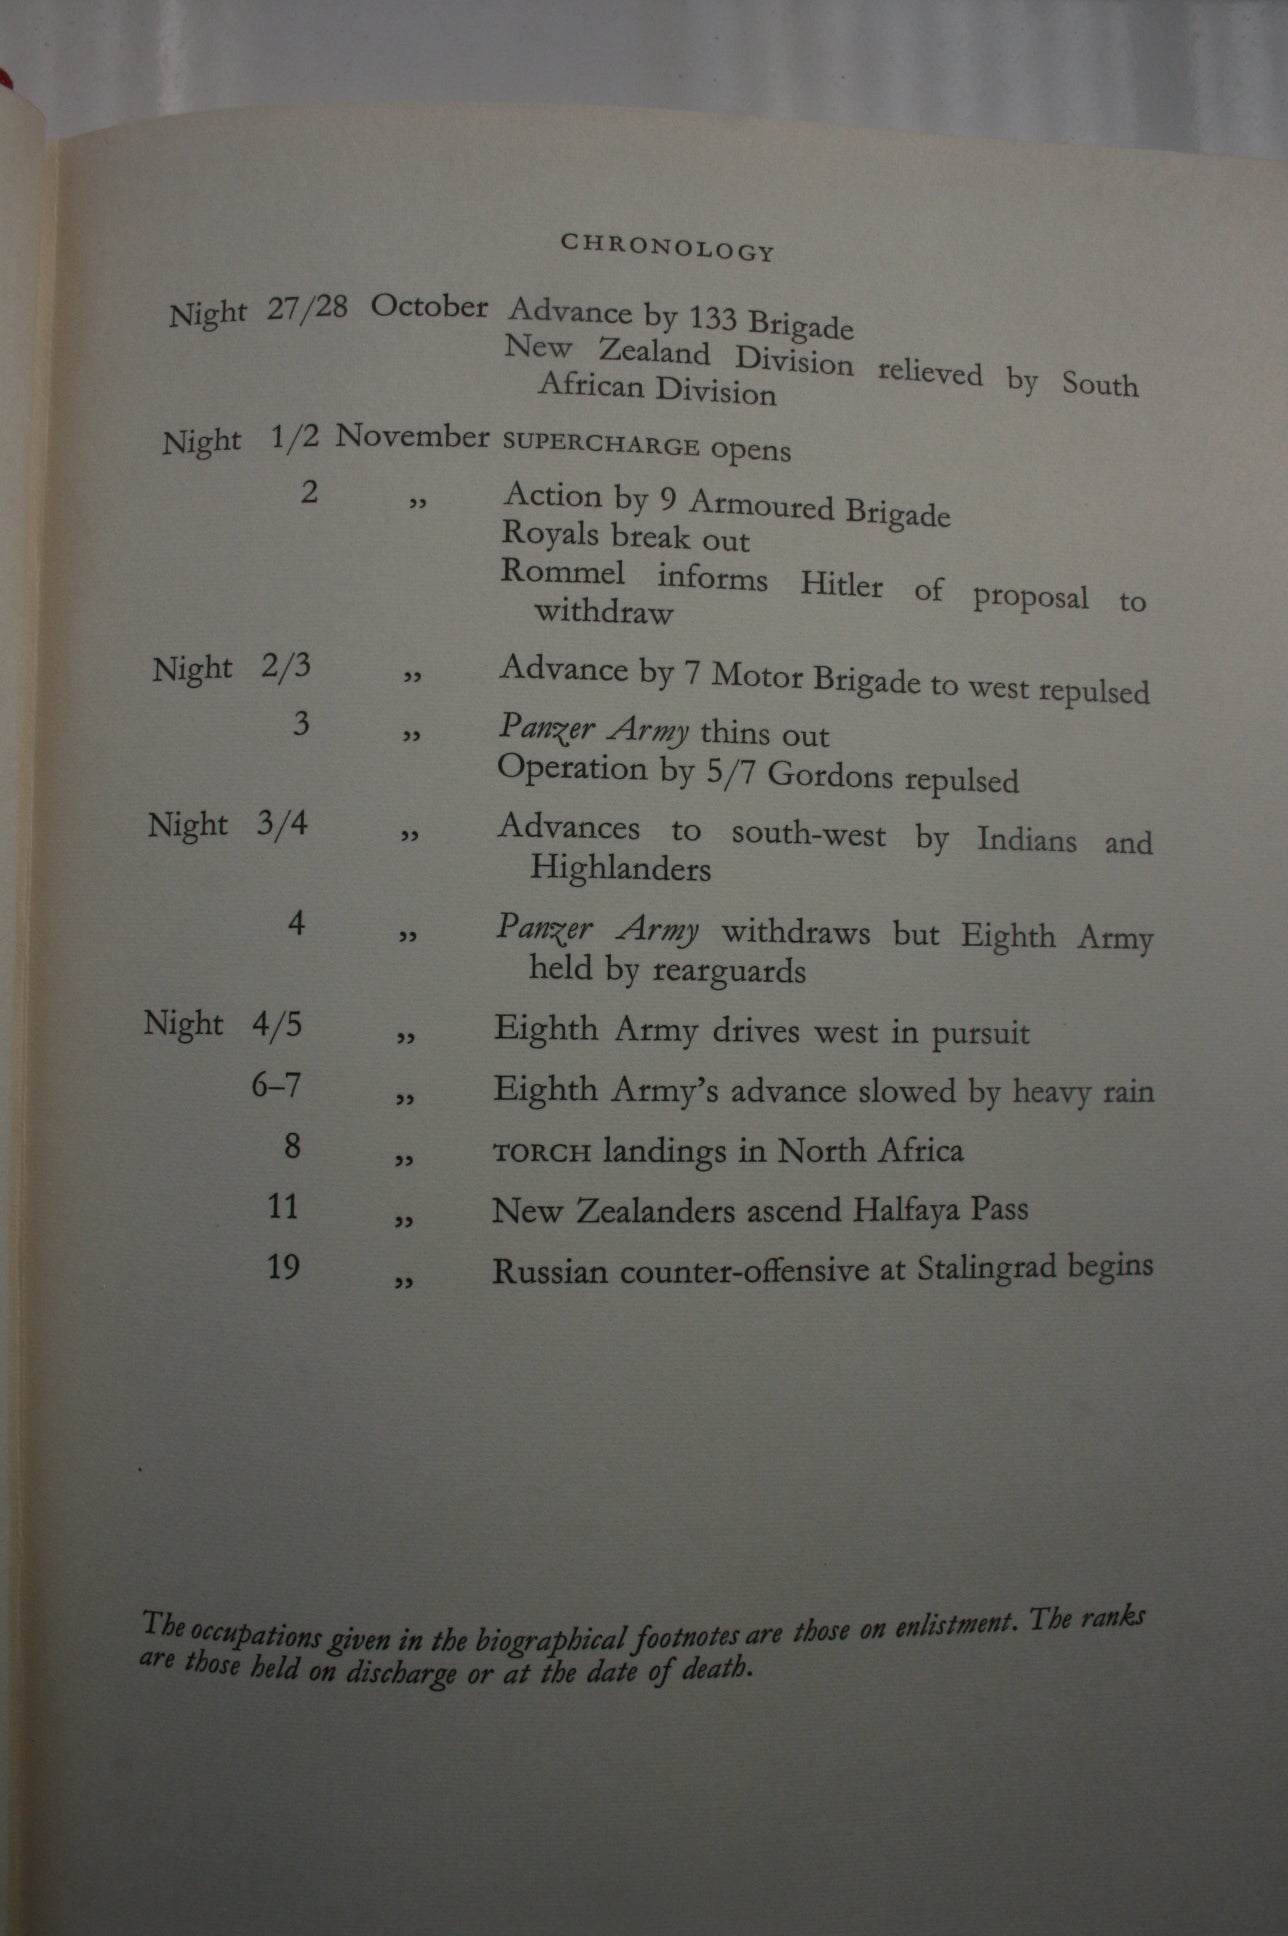 CHRONOLOGY
Night 27/28 October Advance by 133 Brigade
New Zealand Division relieved by South
African Division
Night 1/2 November SUPERCHARGE opens
2 „ Action by 9 Armoured Brigade
Royals break out
Rommel informs Hitler of proposal to
withdraw
Night 2/3 „ Advance by 7 Motor Brigade to west repulsed
3 „ Panzer Army thins out
Operation by 5/7 Gordons repulsed
Night 3/4 „ Advances to south-west by Indians and
Highlanders
4 „ Panzer Army withdraws but Eighth Army
held by rearguards
Night 4/5 „ Eighth Army drives west in pursuit
6–7 „ Eighth Army's advance slowed by heavy rain
8 „ TORCH landings in North Africa
11 „ New Zealanders ascend Halfaya Pass
19 „ Russian counter-offensive at Stalingrad begins
The occupations given in the biographical footnotes are those on enlistment. The ranks
are those held on discharge or at the date of death.